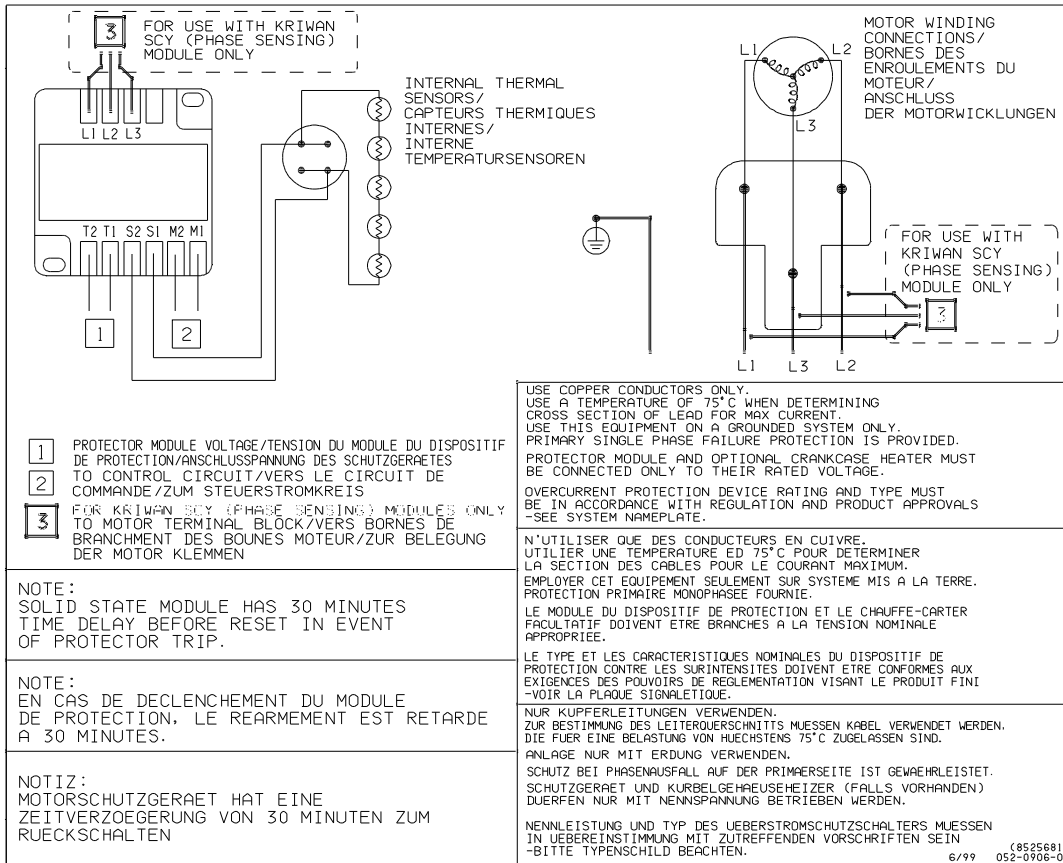 3
FOR USE WITH KRIWAN
SCY (PHASE SENSING)
MODULE ONLY
L1 L2 L3
T2 T1 S2 S1 M2 M1
1
2
INTERNAL THERMAL
SENSORS/
CAPTEURS THERMIQUES
INTERNES/
INTERNE
TEMPERATURSENSOREN
MOTOR WINDING
CONNECTIONS/
BORNES DES
ENROULEMENTS DU
MOTEUR/
ANSCHLUSS
DER MOTORWICKLUNGEN
L1
L2
L3
FOR USE WITH
KRIWAN SCY
(PHASE SENSING)
MODULE ONLY
3
L1 L3 L2
1 PROTECTOR MODULE VOLTAGE/TENSION DU MODULE DU DISPOSITIF
DE PROTECTION/ANSCHLUSSPANNUNG DES SCHUTZGERAETES
2 TO CONTROL CIRCUIT/VERS LE CIRCUIT DE
COMMANDE/ZUM STEUERSTROMKREIS
3 FOR KRIWAN SCY (PHASE SENSING) MODULES ONLY
TO MOTOR TERMINAL BLOCK/VERS BORNES DE
BRANCHMENT DES BOUNES MOTEUR/ZUR BELEGUNG
DER MOTOR KLEMMEN
NOTE:
SOLID STATE MODULE HAS 30 MINUTES
TIME DELAY BEFORE RESET IN EVENT
OF PROTECTOR TRIP.
NOTE:
EN CAS DE DECLENCHEMENT DU MODULE
DE PROTECTION, LE REARMEMENT EST RETARDE
A 30 MINUTES.
NOTIZ:
MOTORSCHUTZGERAET HAT EINE
ZEITVERZOEGERUNG VON 30 MINUTEN ZUM
RUECKSCHALTEN
USE COPPER CONDUCTORS ONLY.
USE A TEMPERATURE OF 75°C WHEN DETERMINING
CROSS SECTION OF LEAD FOR MAX CURRENT.
USE THIS EQUIPMENT ON A GROUNDED SYSTEM ONLY.
PRIMARY SINGLE PHASE FAILURE PROTECTION IS PROVIDED.
PROTECTOR MODULE AND OPTIONAL CRANKCASE HEATER MUST
BE CONNECTED ONLY TO THEIR RATED VOLTAGE.
OVERCURRENT PROTECTION DEVICE RATING AND TYPE MUST
BE IN ACCORDANCE WITH REGULATION AND PRODUCT APPROVALS
-SEE SYSTEM NAMEPLATE.
N'UTILISER QUE DES CONDUCTEURS EN CUIVRE.
UTILIER UNE TEMPERATURE ED 75°C POUR DETERMINER
LA SECTION DES CABLES POUR LE COURANT MAXIMUM.
EMPLOYER CET EQUIPEMENT SEULEMENT SUR SYSTEME MIS A LA TERRE.
PROTECTION PRIMAIRE MONOPHASEE FOURNIE.
LE MODULE DU DISPOSITIF DE PROTECTION ET LE CHAUFFE-CARTER
FACULTATIF DOIVENT ETRE BRANCHES A LA TENSION NOMINALE
APPROPRIEE.
LE TYPE ET LES CARACTERISTIQUES NOMINALES DU DISPOSITIF DE
PROTECTION CONTRE LES SURINTENSITES DOIVENT ETRE CONFORMES AUX
EXIGENCES DES POUVOIRS DE REGLEMENTATION VISANT LE PRODUIT FINI
-VOIR LA PLAQUE SIGNALETIQUE.
NUR KUPFERLEITUNGEN VERWENDEN.
ZUR BESTIMMUNG DES LEITERQUERSCHNITTS MUESSEN KABEL VERWENDET WERDEN,
DIE FUER EINE BELASTUNG VON HUECHSTENS 75°C ZUGELASSEN SIND.
ANLAGE NUR MIT ERDUNG VERWENDEN.
SCHUTZ BEI PHASENAUSFALL AUF DER PRIMAERSEITE IST GEWAEHRLEISTET.
SCHUTZGERAET UND KURBELGEHAEUSEHEIZER (FALLS VORHANDEN)
DUERFEN NUR MIT NENNSPANNUNG BETRIEBEN WERDEN.
NENNLEISTUNG UND TYP DES UEBERSTROMSCHUTZSCHALTERS MUESSEN
IN UEBEREINSTIMMUNG MIT ZUTREFFENDEN VORSCHRIFTEN SEIN
-BITTE TYPENSCHILD BEACHTEN.
(852568)
6/99